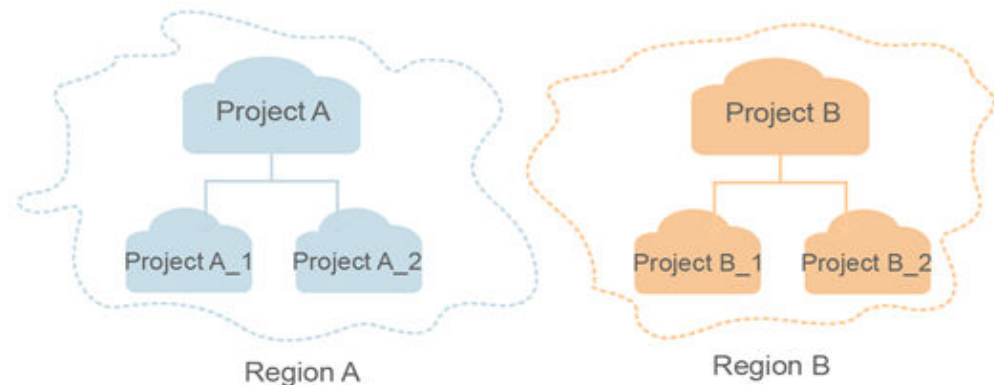 Project A
Project A_1
Project A_2
Region A
Project B
Project B_1
Project B_2
Region B